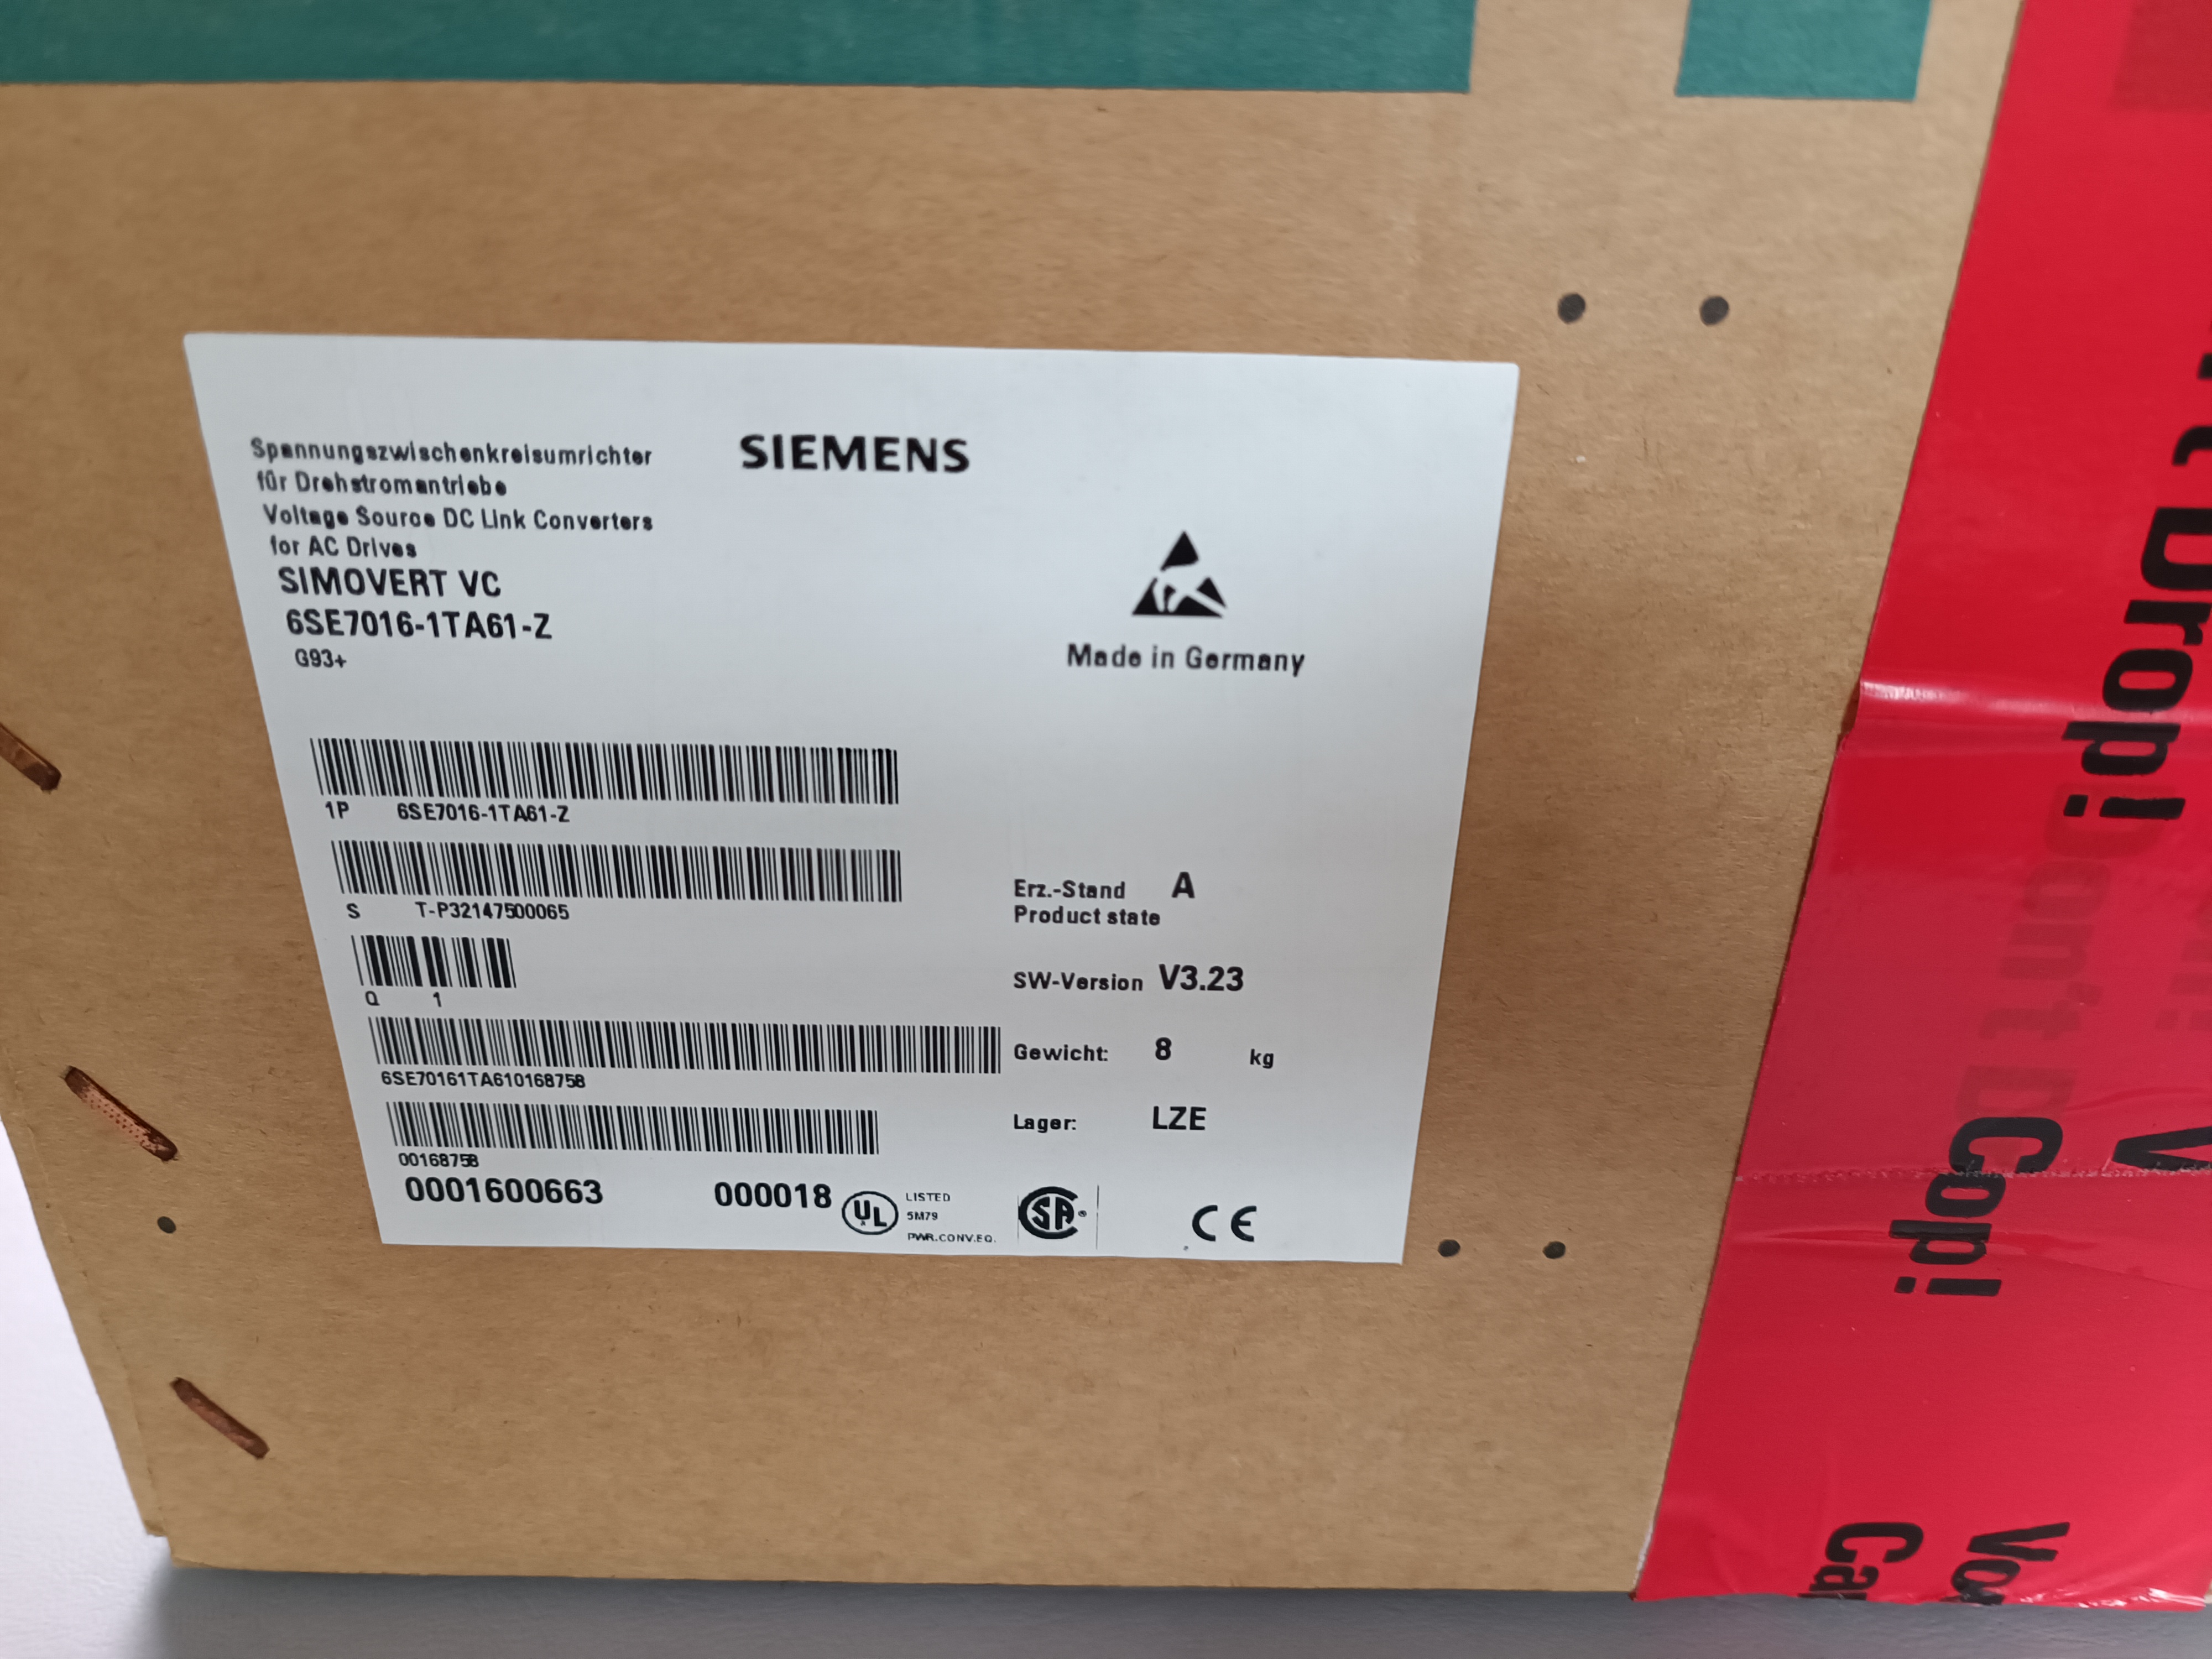 Spannungszwischenkreisumrichter
für Drehstromantriebe
Voltage Source DC Link Converters
for AC Drives
SIMOVERT VC
6SE7016-1TA61-Z
G93+
SIEMENS
Made in Germany
1P 6SE7016-1TA61-Z
S T-P32147500065
Q 1
6SE70161TA610168758
00168758
0001600663 000018
Erz.-Stand A
Product state
SW-Version V3.23
Gewicht: 8 kg
Lager: LZE
UL LISTED
5M79
PWR.CONV.EQ.
SA
CE
Drop!
Cop!